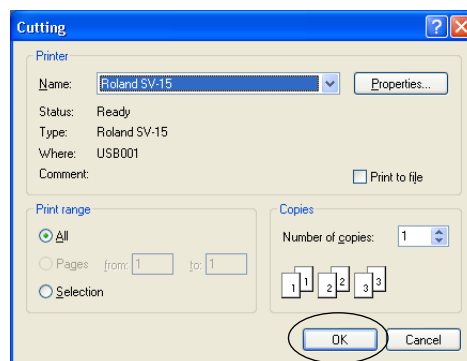 Cutting
Printer
Name: Roland SV-15 Properties...
Status: Ready
Type: Roland SV-15
Where: USB001
Comment: Print to file
Print range
All
Pages from: 1 to: 1
Selection
Copies
Number of copies: 1
1 1 2 2 3 3
OK Cancel